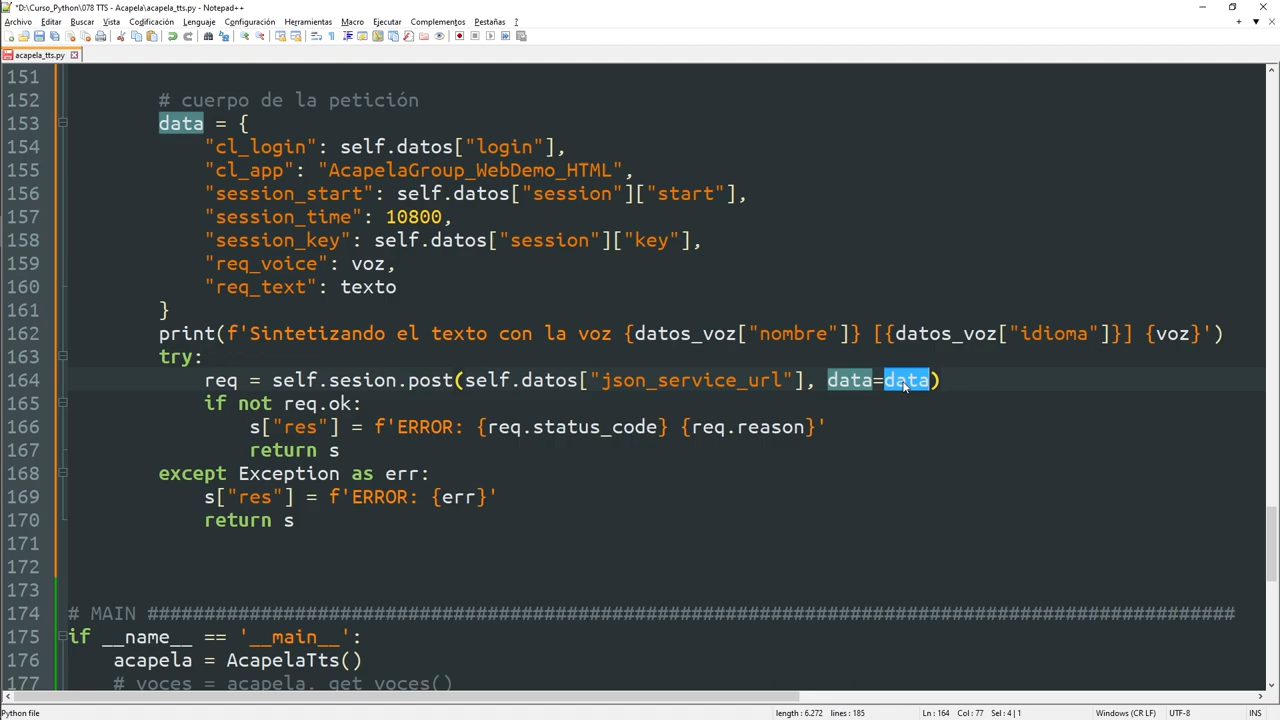 *D:\Curso_Python\078 TTS - Acapela\acapela_tts.py - Notepad++
Archivo Editar Buscar Vista Codificación Lenguaje Configuración Herramientas Macro Ejecutar Complementos Pestañas ?
acapela_tts.py
151
152 # cuerpo de la petición
153 data = {
154 "cl_login": self.datos["login"],
155 "cl_app": "AcapelaGroup_WebDemo_HTML",
156 "session_start": self.datos["session"]["start"],
157 "session_time": 10800,
158 "session_key": self.datos["session"]["key"],
159 "req_voice": voz,
160 "req_text": texto
161 }
162 print(f'Sintetizando el texto con la voz {datos_voz["nombre"]} [{datos_voz["idioma"]}] {voz}')
163 try:
164 req = self.sesion.post(self.datos["json_service_url"], data=data)
165 if not req.ok:
166 s["res"] = f'ERROR: {req.status_code} {req.reason}'
167 return s
168 except Exception as err:
169 s["res"] = f'ERROR: {err}'
170 return s
171
172
173
174 # MAIN ################################################################################################
175 if __name__ == '__main__':
176 acapela = AcapelaTts()
177 # voces = acapela._get_voces()
Python file length : 6.272 lines : 185 Ln : 164 Col : 77 Sel : 4 | 1 Windows (CR LF) UTF-8 INS